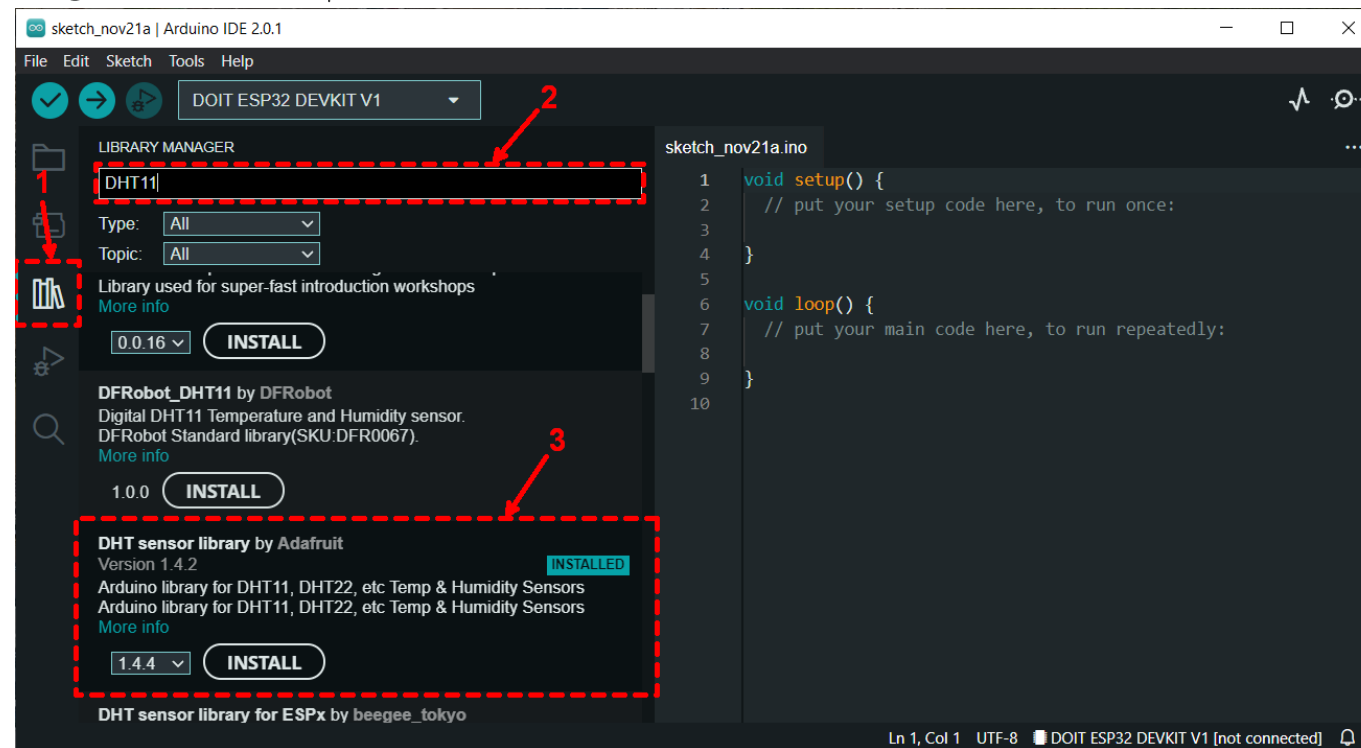 sketch_nov21a | Arduino IDE 2.0.1
File Edit Sketch Tools Help
DOIT ESP32 DEVKIT V1
2
LIBRARY MANAGER
1
DHT11
Type: All
Topic: All
Library used for super-fast introduction workshops
More info
0.0.16 INSTALL
DFRobot_DHT11 by DFRobot
Digital DHT11 Temperature and Humidity sensor.
DFRobot Standard library(SKU:DFR0067).
More info
3
1.0.0 INSTALL
DHT sensor library by Adafruit
Version 1.4.2 INSTALLED
Arduino library for DHT11, DHT22, etc Temp & Humidity Sensors
Arduino library for DHT11, DHT22, etc Temp & Humidity Sensors
More info
1.4.4 INSTALL
DHT sensor library for ESPx by beegee_tokyo
sketch_nov21a.ino
1 void setup() {
2 // put your setup code here, to run once:
3
4 }
5
6 void loop() {
7 // put your main code here, to run repeatedly:
8
9 }
10
Ln 1, Col 1 UTF-8 DOIT ESP32 DEVKIT V1 [not connected]